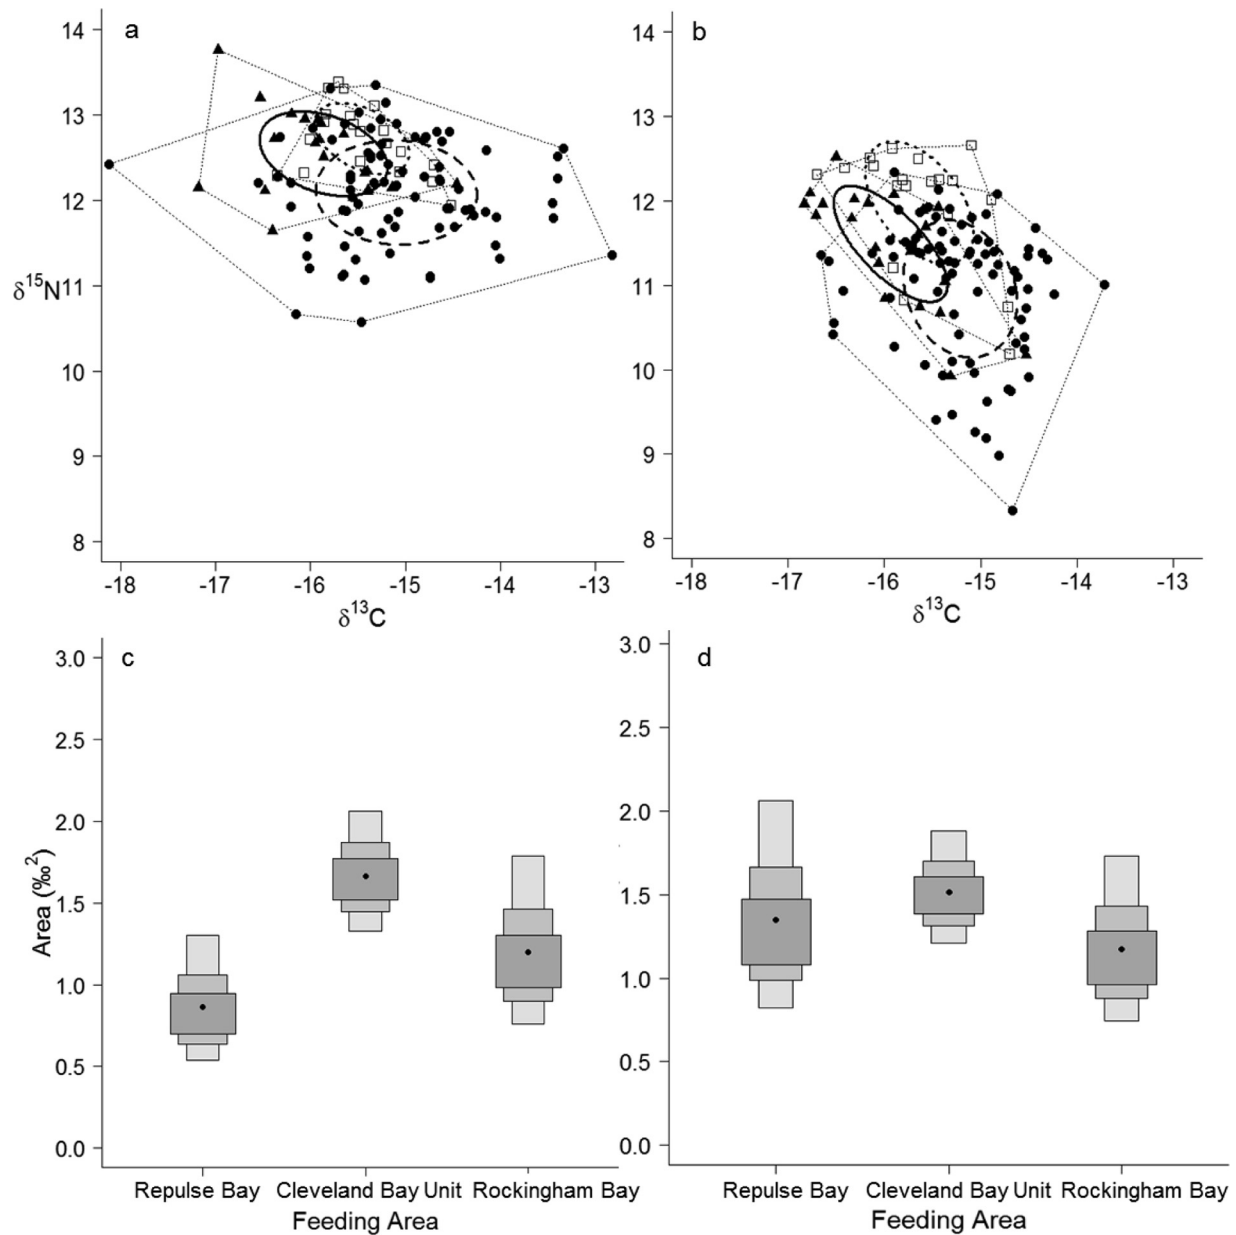 a
14
13
12
11
10
9
8
δ¹⁵N
-18 -17 -16 -15 -14 -13
δ¹³C
b
14
13
12
11
10
9
8
-18 -17 -16 -15 -14 -13
δ¹³C
c
3.0
2.5
2.0
1.5
1.0
0.5
0.0
Area (‰²)
Repulse Bay Cleveland Bay Unit Rockingham Bay
Feeding Area
d
3.0
2.5
2.0
1.5
1.0
0.5
0.0
Repulse Bay Cleveland Bay Unit Rockingham Bay
Feeding Area